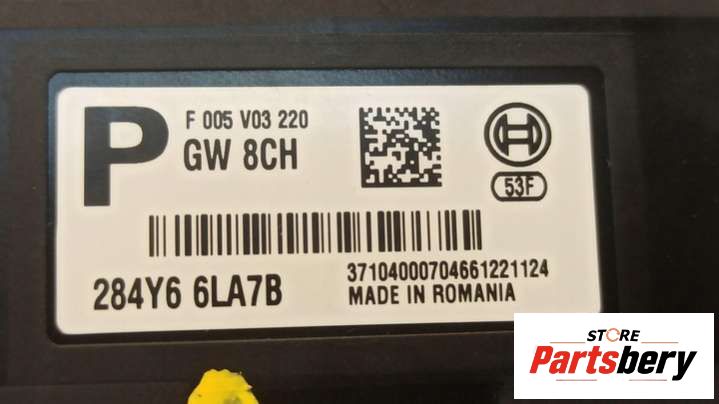 P
F 005 V03 220
GW 8CH
53F
284Y6 6LA7B
37104000704661221124
MADE IN ROMANIA
STORE
Partsbery